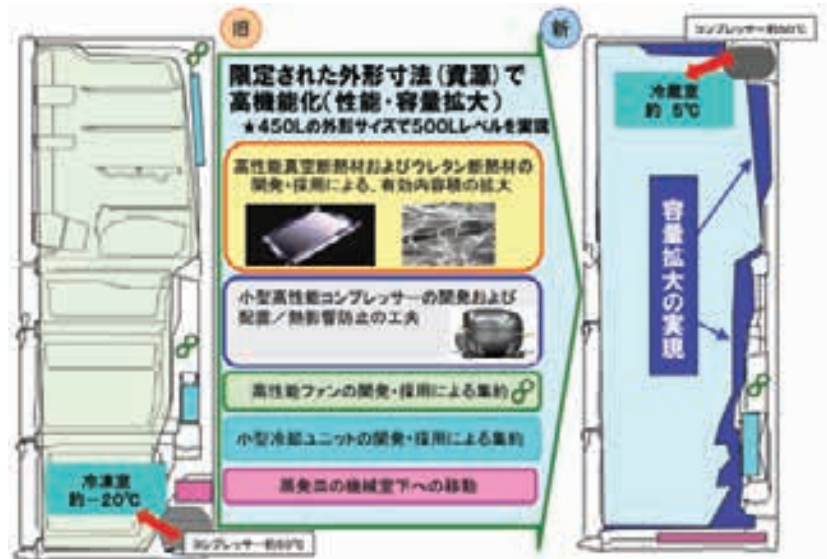 旧
新
コンプレッサー約60℃
限定された外形寸法(資源)で
高機能化(性能・容量拡大)
★450Lの外形サイズで500Lレベルを実現
冷蔵室
約 5℃
高性能真空断熱材およびウレタン断熱材の
開発・採用による、有効内容積の拡大
容量拡大の実現
小型高性能コンプレッサーの開発および
配置/熱影響防止の工夫
高性能ファンの開発・採用による集約
小型冷却ユニットの開発・採用による集約
冷凍室
約−20℃
蒸発皿の機械室下への移動
コンプレッサー約60℃